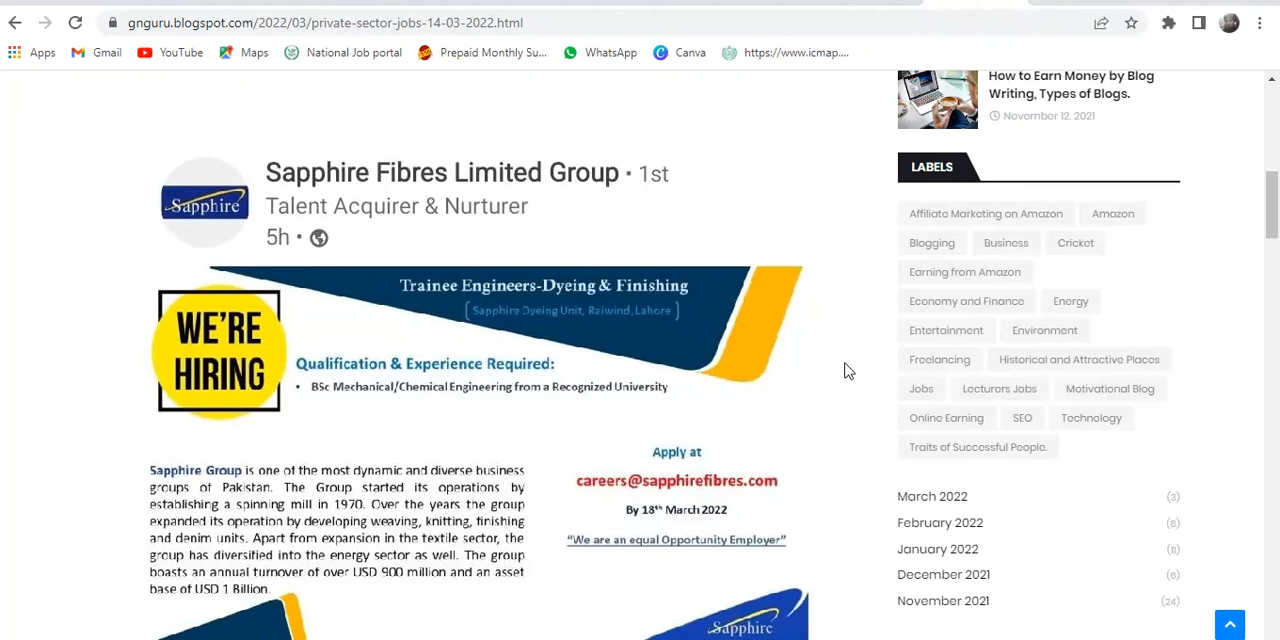 gnguru.blogspot.com/2022/03/private-sector-jobs-14-03-2022.html
Apps
Gmail
YouTube
Maps
National Job portal
Prepaid Monthly Su...
WhatsApp
Canva
https://www.icmap....
Sapphire
Sapphire Fibres Limited Group • 1st
Talent Acquirer & Nurturer
5h •
Trainee Engineers-Dyeing & Finishing
[ Sapphire Dyeing Unit, Raiwind, Lahore ]
WE'RE
HIRING
Qualification & Experience Required:
• BSc Mechanical/Chemical Engineering from a Recognized University
Sapphire Group is one of the most dynamic and diverse business
groups of Pakistan. The Group started its operations by
establishing a spinning mill in 1970. Over the years the group
expanded its operation by developing weaving, knitting, finishing
and denim units. Apart from expansion in the textile sector, the
group has diversified into the energy sector as well. The group
boasts an annual turnover of over USD 900 million and an asset
base of USD 1 Billion.
Apply at
careers@sapphirefibres.com
By 18th March 2022
“We are an equal Opportunity Employer”
Sapphire
How to Earn Money by Blog
Writing, Types of Blogs.
November 12, 2021
LABELS
Affiliate Marketing on Amazon
Amazon
Blogging
Business
Cricket
Earning from Amazon
Economy and Finance
Energy
Entertainment
Environment
Freelancing
Historical and Attractive Places
Jobs
Lecturors Jobs
Motivational Blog
Online Earning
SEO
Technology
Traits of Successful People.
March 2022 (3)
February 2022 (6)
January 2022 (11)
December 2021 (6)
November 2021 (24)